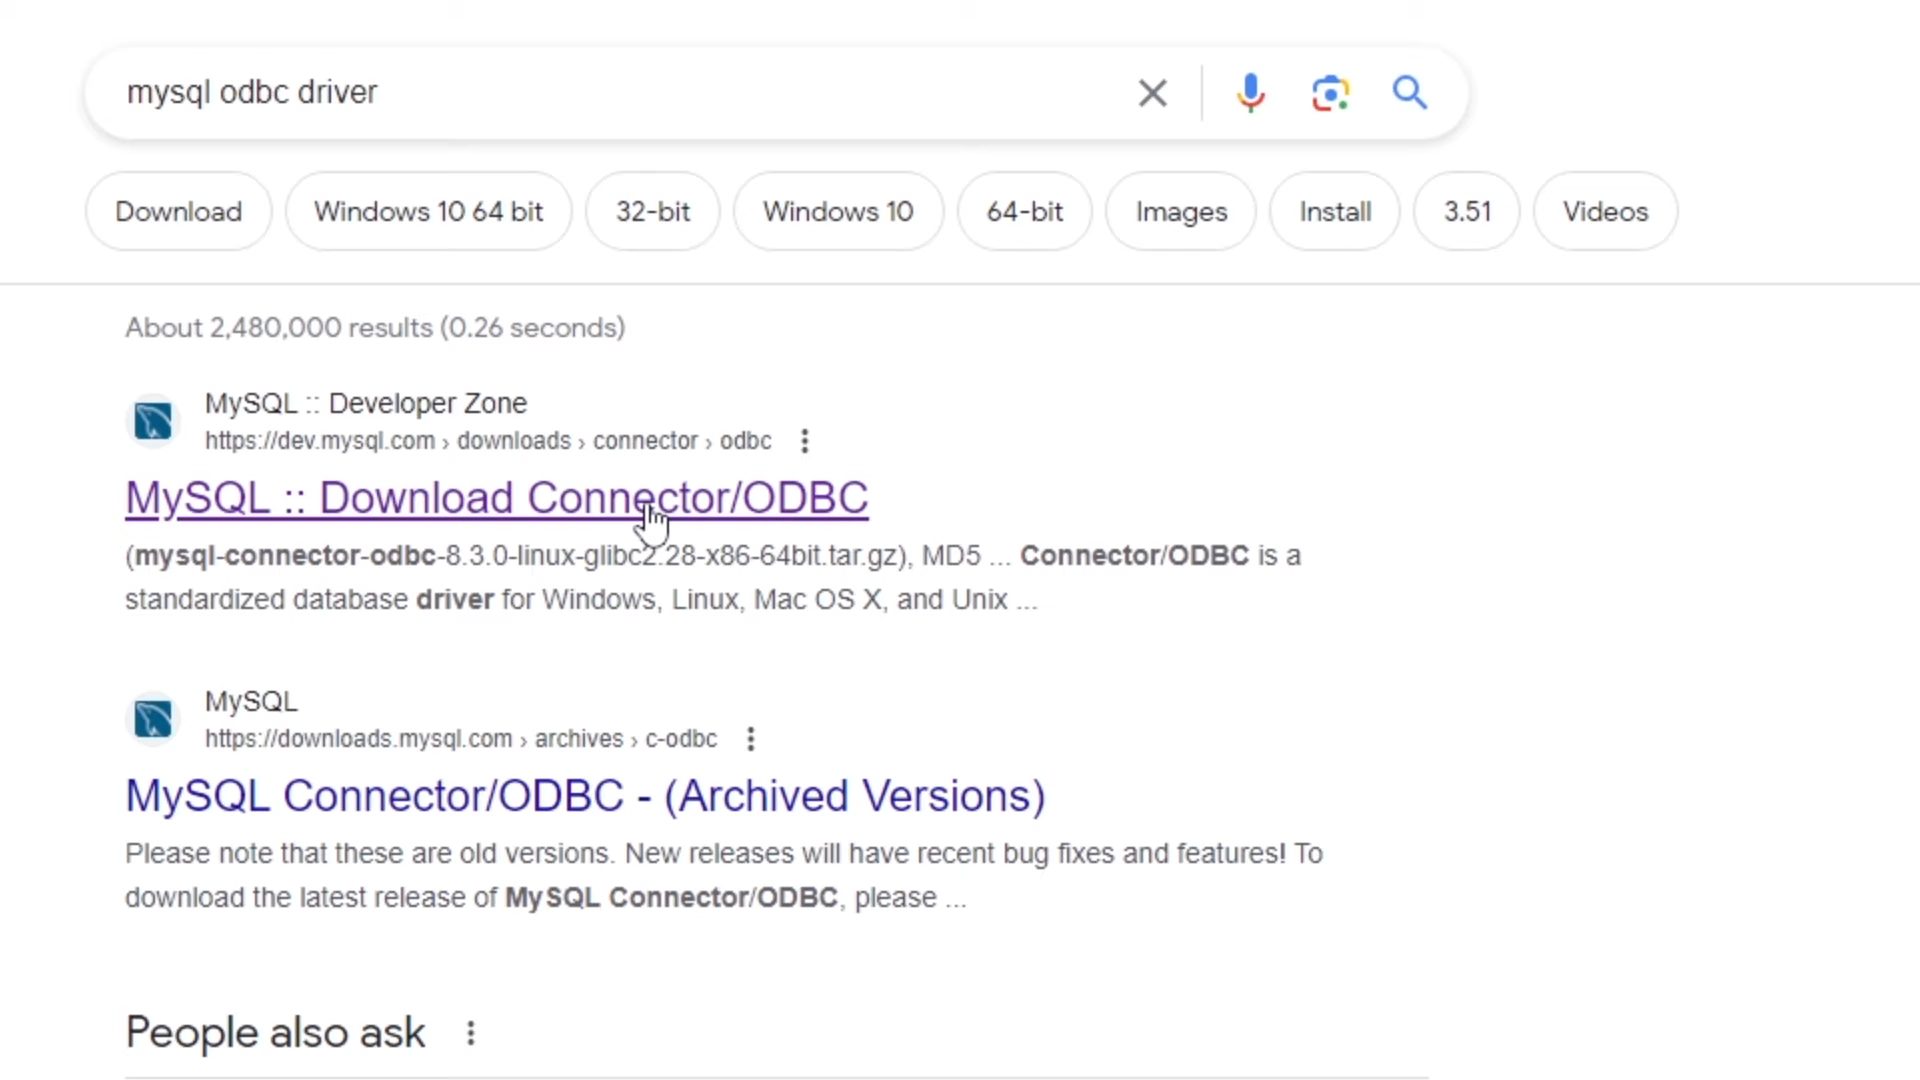 mysql odbc driver
Download Windows 10 64 bit 32-bit Windows 10 64-bit Images Install 3.51 Videos
About 2,480,000 results (0.26 seconds)
MySQL :: Developer Zone
https://dev.mysql.com › downloads › connector › odbc
MySQL :: Download Connector/ODBC
(mysql-connector-odbc-8.3.0-linux-glibc2.28-x86-64bit.tar.gz), MD5 ... Connector/ODBC is a
standardized database driver for Windows, Linux, Mac OS X, and Unix ...
MySQL
https://downloads.mysql.com › archives › c-odbc
MySQL Connector/ODBC - (Archived Versions)
Please note that these are old versions. New releases will have recent bug fixes and features! To
download the latest release of MySQL Connector/ODBC, please ...
People also ask